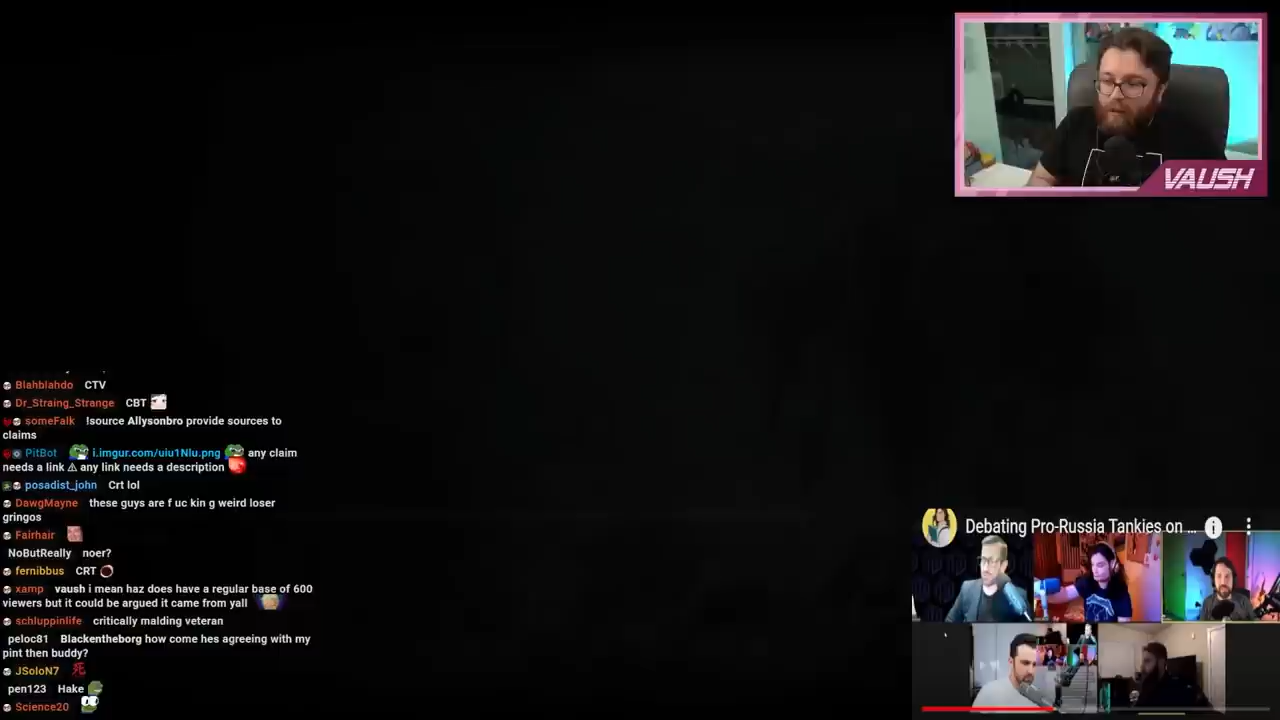 VAUSH
Blahblahdo CTV
Dr_Straing_Strange CBT
someFalk !source Allysonbro provide sources to
claims
PitBot i.imgur.com/uiu1Nlu.png any claim
needs a link ⚠ any link needs a description
posadist_john Crt lol
DawgMayne these guys are f uc kin g weird loser
gringos
Fairhair
NoButReally noer?
fernibbus CRT
xamp vaush i mean haz does have a regular base of 600
viewers but it could be argued it came from yall
schluppinlife critically malding veteran
peloc81 Blackentheborg how come hes agreeing with my
pint then buddy?
JSoloN7 死
pen123 Hake
Science20
Debating Pro-Russia Tankies on ...